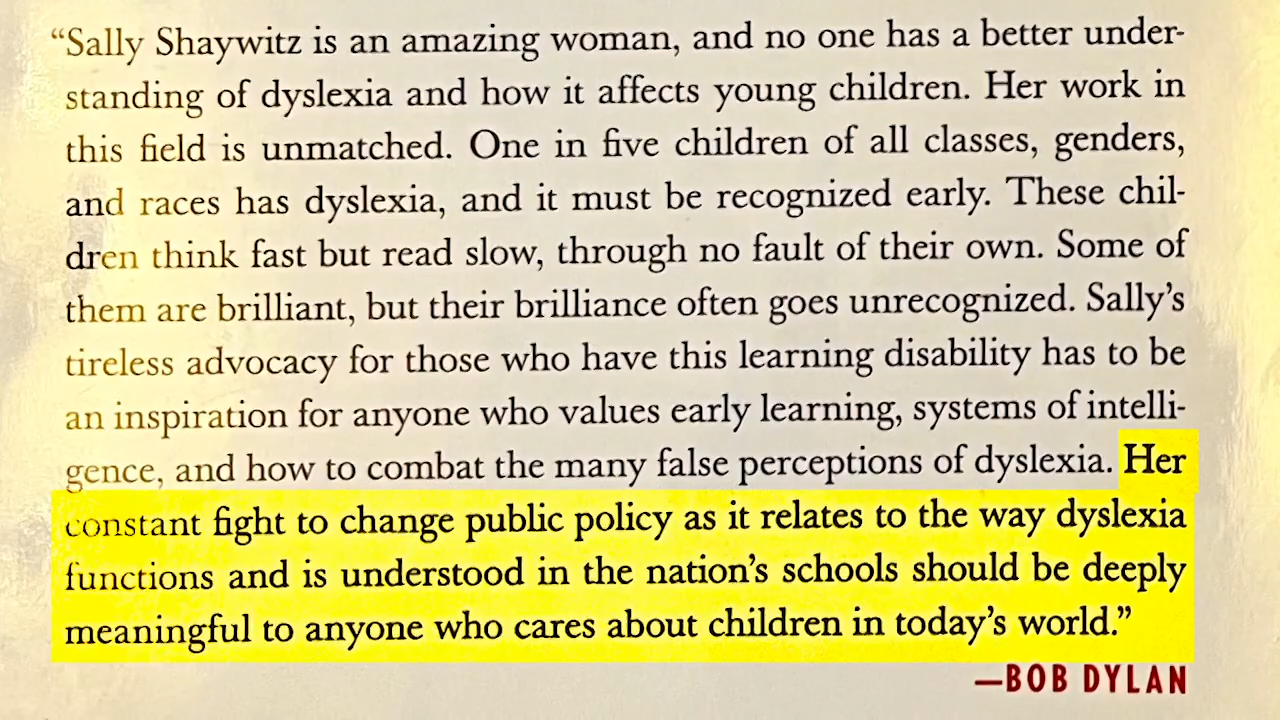 “Sally Shaywitz is an amazing woman, and no one has a better under-
standing of dyslexia and how it affects young children. Her work in
this field is unmatched. One in five children of all classes, genders,
and races has dyslexia, and it must be recognized early. These chil-
dren think fast but read slow, through no fault of their own. Some of
them are brilliant, but their brilliance often goes unrecognized. Sally’s
tireless advocacy for those who have this learning disability has to be
an inspiration for anyone who values early learning, systems of intelli-
gence, and how to combat the many false perceptions of dyslexia. Her
constant fight to change public policy as it relates to the way dyslexia
functions and is understood in the nation’s schools should be deeply
meaningful to anyone who cares about children in today’s world.”
—BOB DYLAN